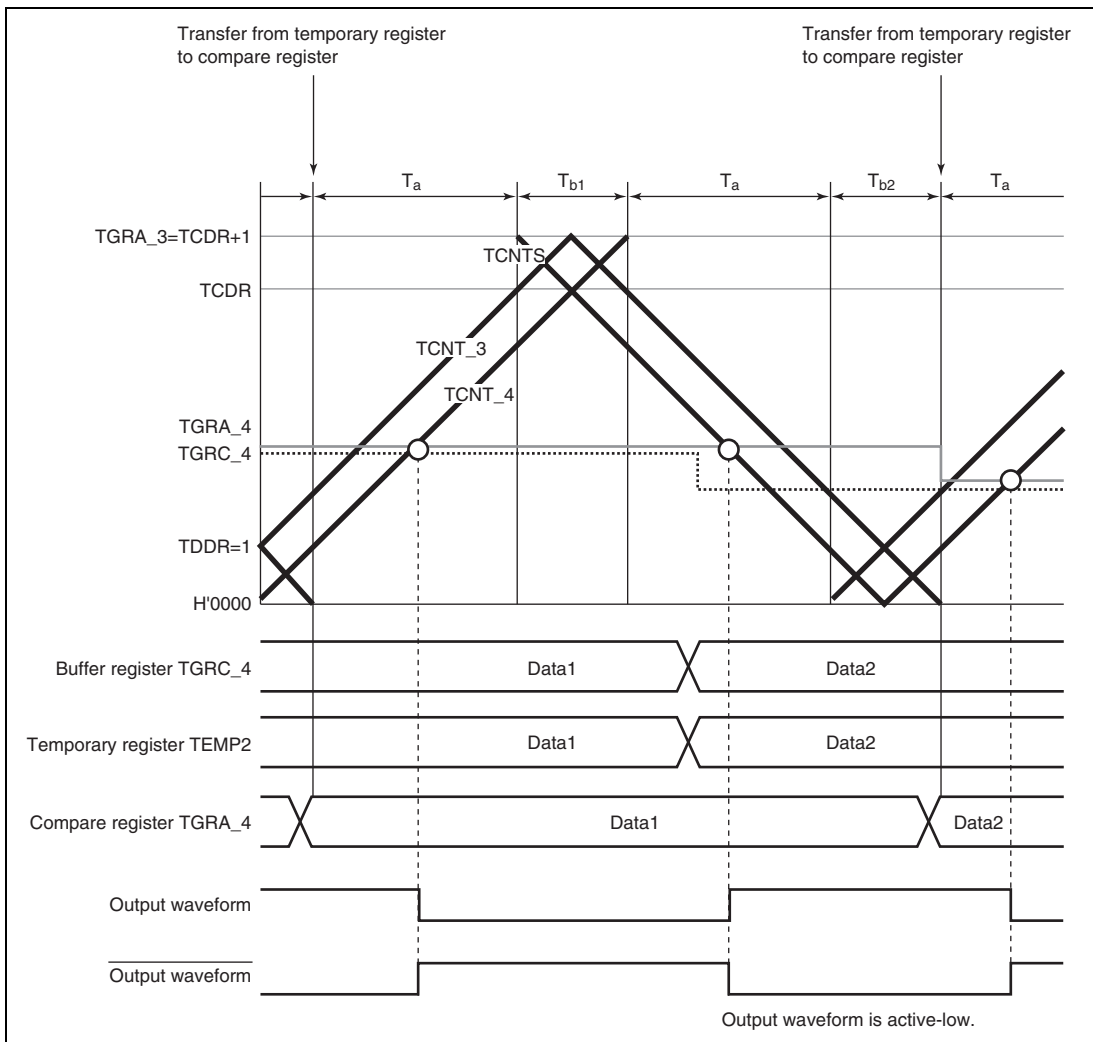 Transfer from temporary register
to compare register
Transfer from temporary register
to compare register
Ta
Tb1
Ta
Tb2
Ta
TGRA_3=TCDR+1
TCNTS
TCDR
TCNT_3
TCNT_4
TGRA_4
TGRC_4
TDDR=1
H'0000
Buffer register TGRC_4
Data1
Data2
Temporary register TEMP2
Data1
Data2
Compare register TGRA_4
Data1
Data2
Output waveform
Output waveform
Output waveform is active-low.